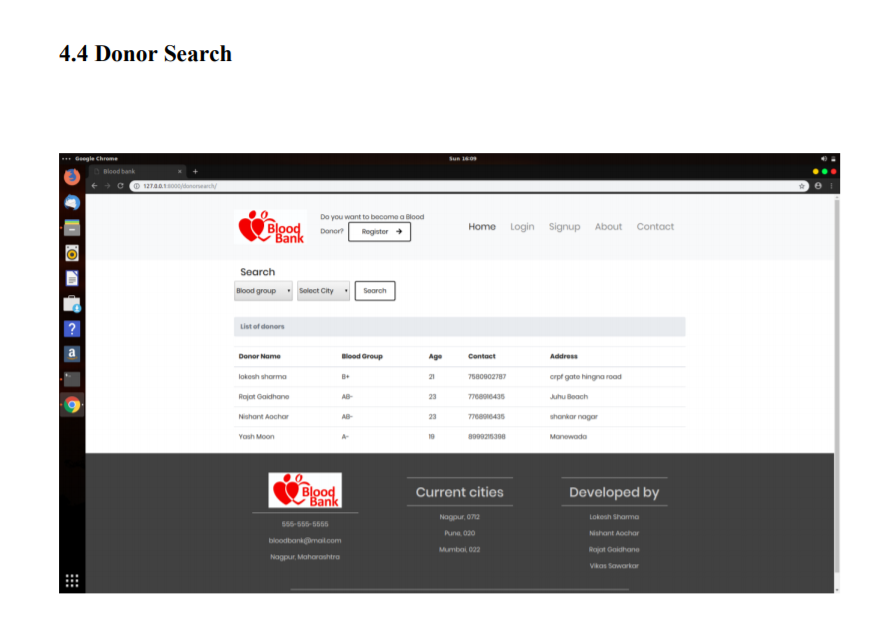 4.4 Donor Search
Google Chrome Sun 16:09
Blood bank × +
127.0.0.1:8000/donorsearch/
Blood Bank
Do you want to become a Blood
Donor? Register →
Home Login Signup About Contact
Search
Blood group Select City Search
List of donors
Donor Name Blood Group Age Contact Address
lokesh sharma B+ 21 7580902787 crpf gate hingna road
Rajat Gaidhane AB- 23 7768916435 Juhu Beach
Nishant Aochar AB- 23 7768916435 shankar nagar
Yash Moon A- 19 8999215398 Manewada
Blood Bank
555-555-5555
bloodbank@mail.com
Nagpur, Maharashtra
Current cities
Nagpur, 0712
Pune, 020
Mumbai, 022
Developed by
Lokesh Sharma
Nishant Aochar
Rajat Gaidhane
Vikas Sawarkar